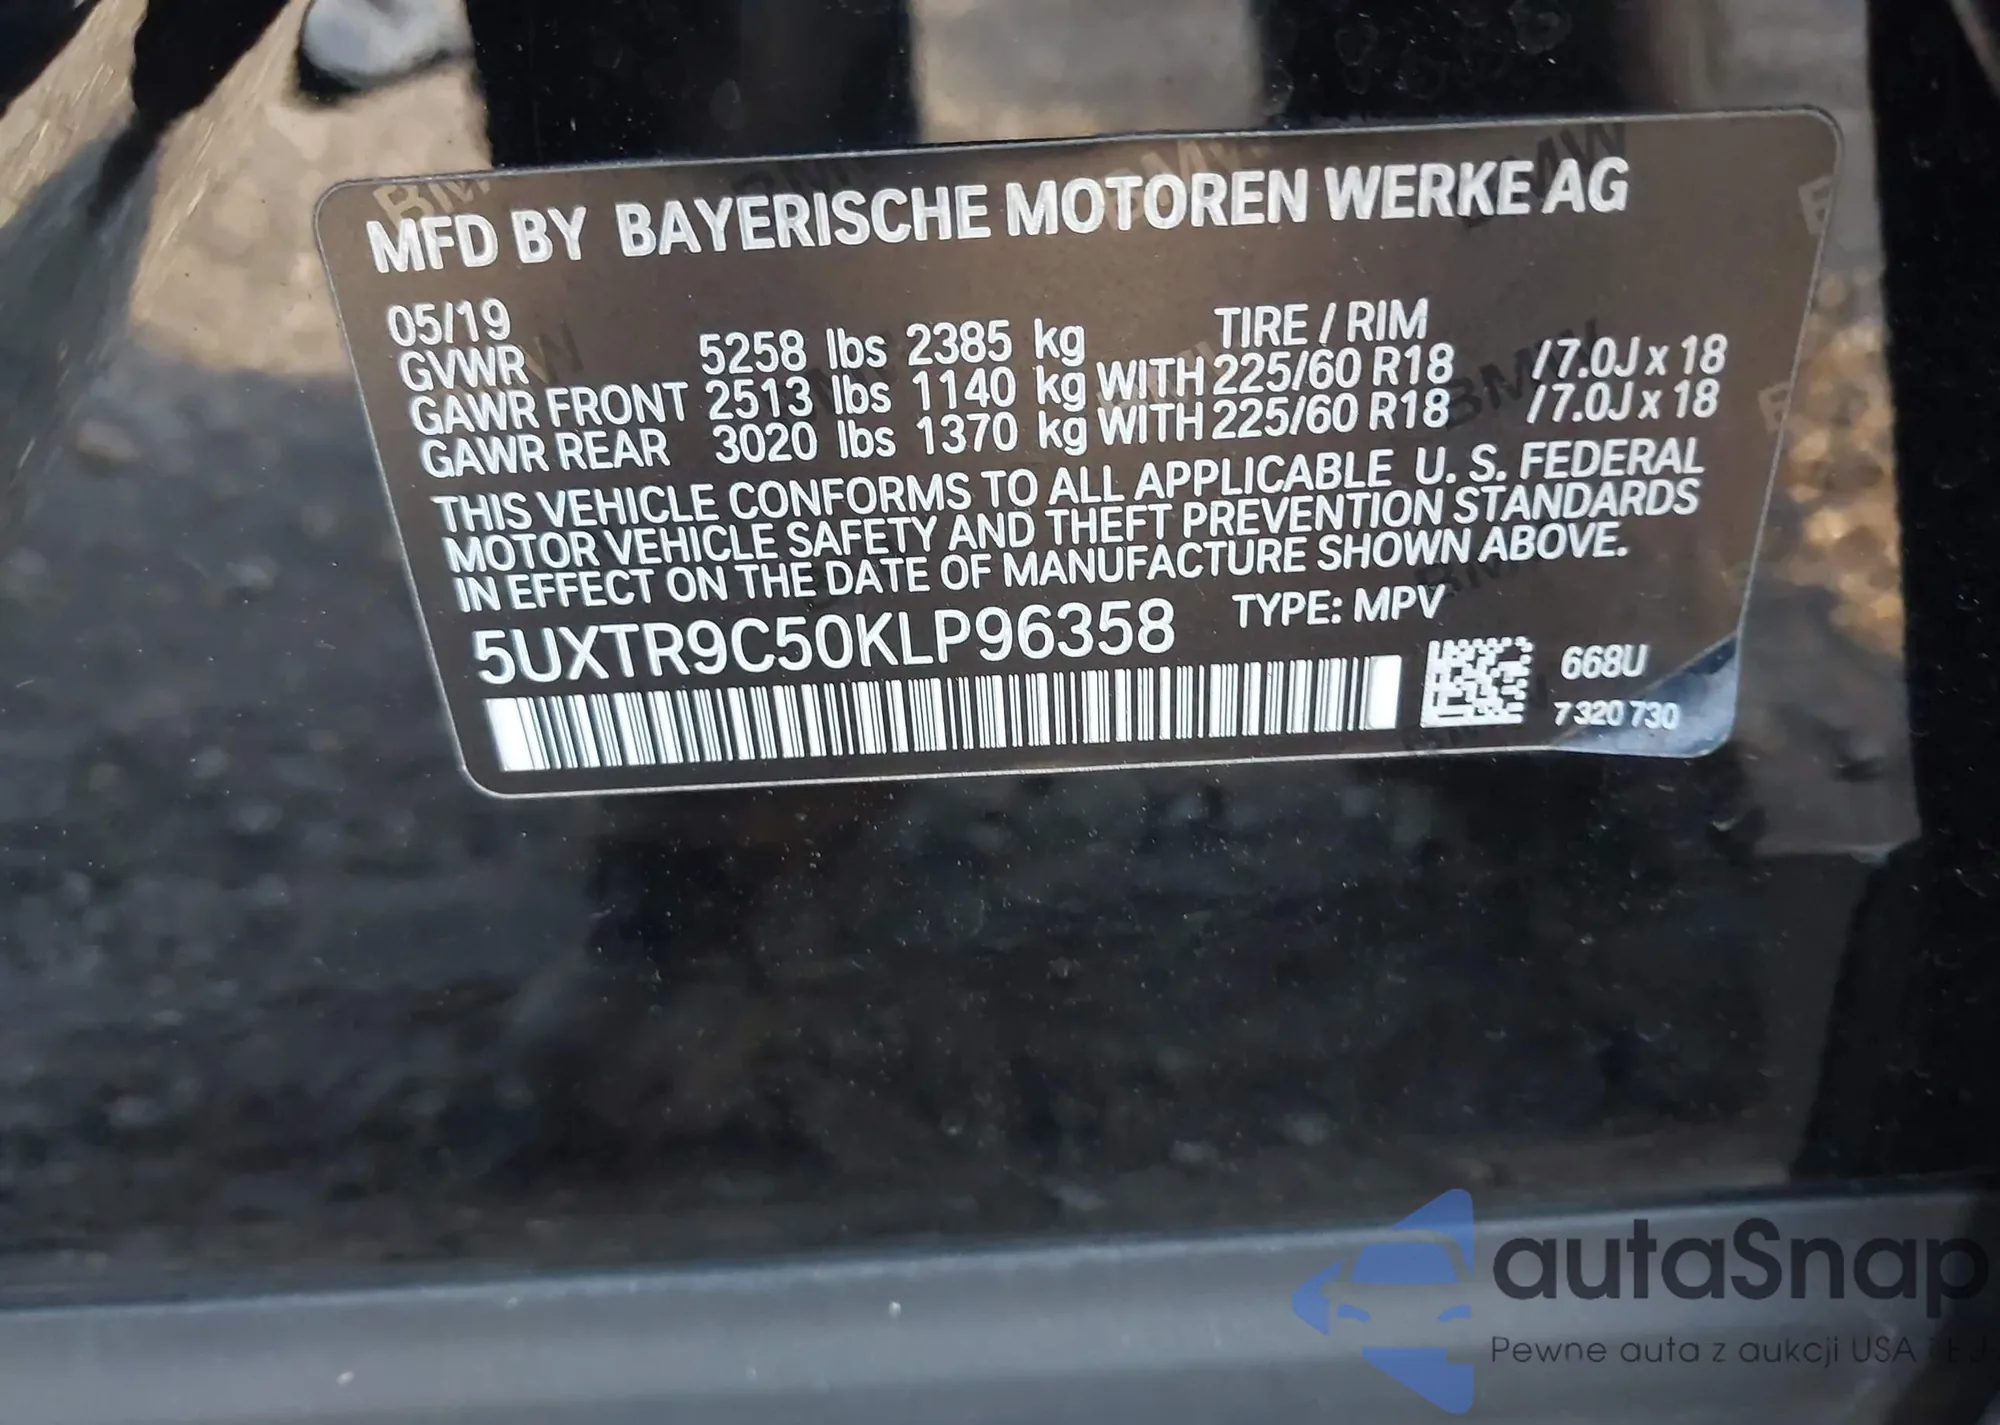 MFD BY BAYERISCHE MOTOREN WERKE AG
05/19 TIRE / RIM
GVWR 5258 lbs 2385 kg
GAWR FRONT 2513 lbs 1140 kg WITH 225/60 R18 /7.0J x 18
GAWR REAR 3020 lbs 1370 kg WITH 225/60 R18 /7.0J x 18
THIS VEHICLE CONFORMS TO ALL APPLICABLE U. S. FEDERAL
MOTOR VEHICLE SAFETY AND THEFT PREVENTION STANDARDS
IN EFFECT ON THE DATE OF MANUFACTURE SHOWN ABOVE.
5UXTR9C50KLP96358 TYPE: MPV
668U
7 320 730
autaSnap
Pewne auta z aukcji USA i EU